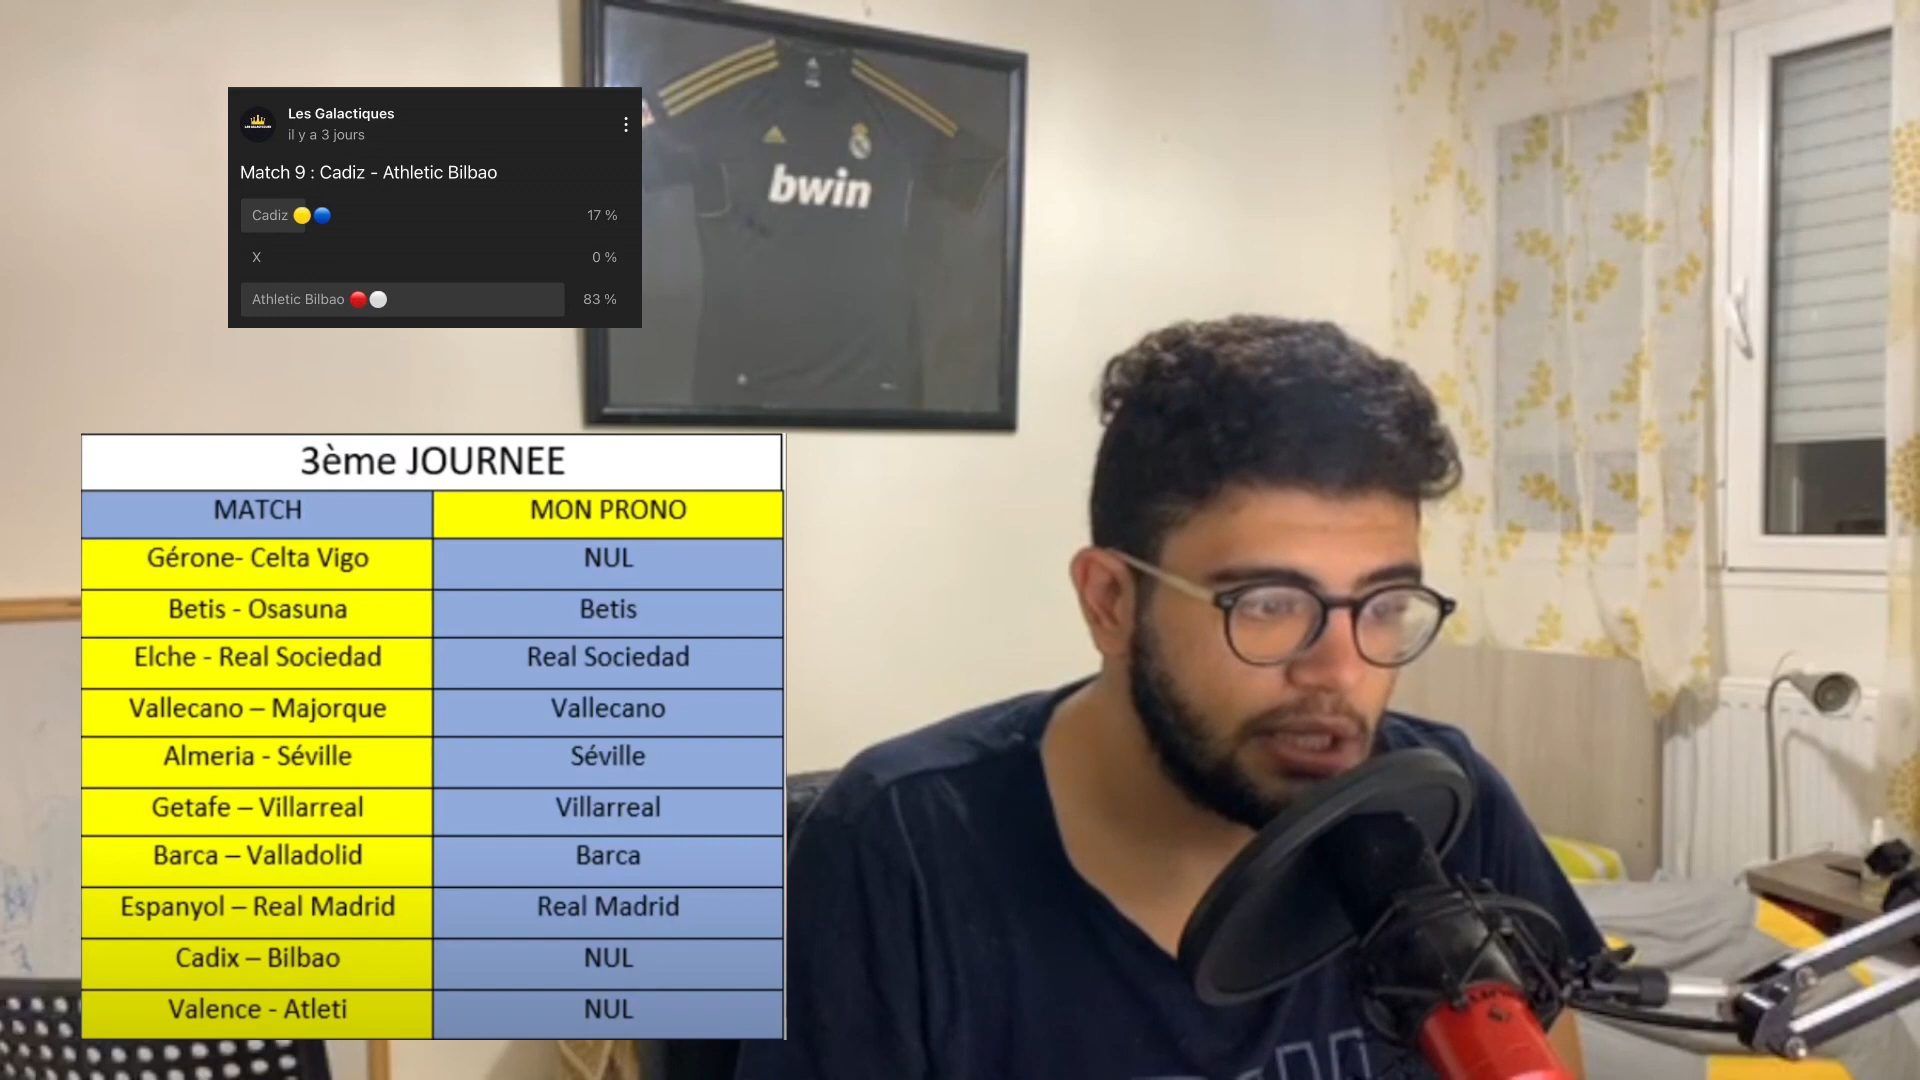 Les Galactiques
il y a 3 jours
Match 9 : Cadiz - Athletic Bilbao
Cadiz 17 %
X 0 %
Athletic Bilbao 83 %
bwin
3ème JOURNEE
MATCH MON PRONO
Gérone- Celta Vigo NUL
Betis - Osasuna Betis
Elche - Real Sociedad Real Sociedad
Vallecano – Majorque Vallecano
Almeria - Séville Séville
Getafe – Villarreal Villarreal
Barca – Valladolid Barca
Espanyol – Real Madrid Real Madrid
Cadix – Bilbao NUL
Valence - Atleti NUL